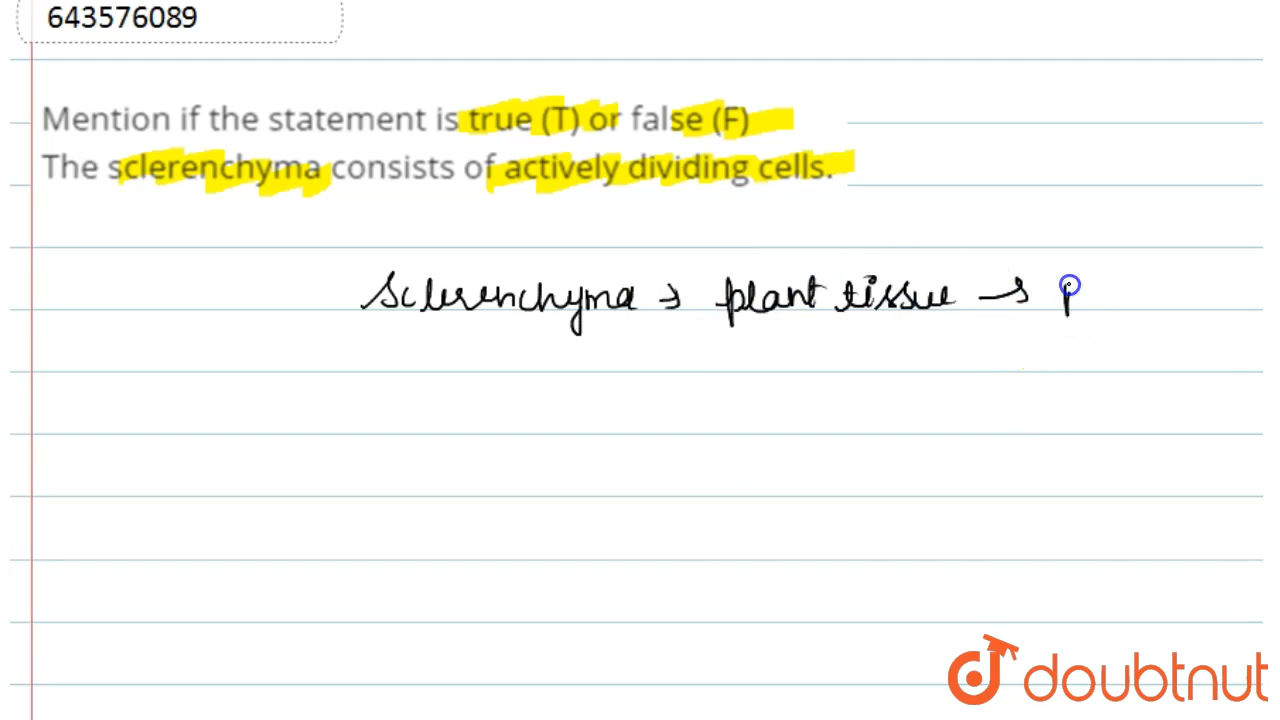 643576089
Mention if the statement is true (T) or false (F)
The sclerenchyma consists of actively dividing cells.
Sclerenchyma → plant tissue →
doubtnut